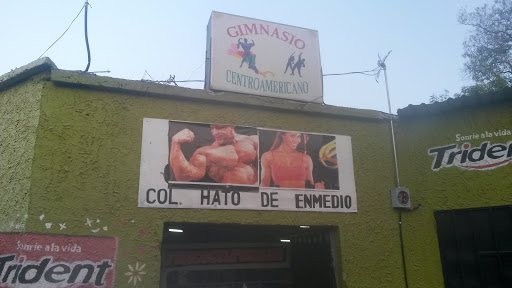 GIMNASIO
CENTROAMERICANO
COL. HATO DE ENMEDIO
Sonríe a la vida
Trident
Sonríe a la vida
Trident